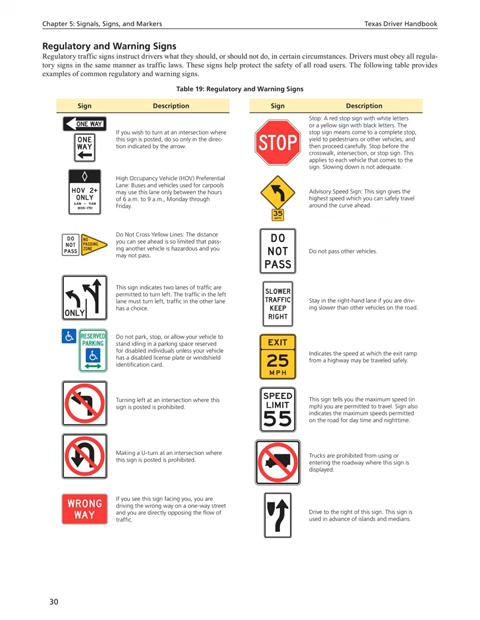 Chapter 5: Signals, Signs, and Markers
Texas Driver Handbook
Regulatory and Warning Signs
Regulatory traffic signs instruct drivers what they should, or should not do, in certain circumstances. Drivers must obey all regula-
tory signs in the same manner as traffic laws. These signs help protect the safety of all road users. The following table provides
examples of common regulatory and warning signs.
Table 19: Regulatory and Warning Signs
Sign
Description
ONE WAY
ONE
WAY
If you wish to turn at an intersection where
this sign is posted, do so only in the direc-
tion indicated by the arrow.
HOV 2+
ONLY
6AM - 9AM
MON-FRI
High Occupancy Vehicle (HOV) Preferential
Lane: Buses and vehicles used for carpools
may use this lane only between the hours
of 6 a.m. to 9 a.m., Monday through
Friday.
DO
NOT
PASS
NO
PASSING
ZONE
Do Not Cross Yellow Lines: The distance
you can see ahead is so limited that pass-
ing another vehicle is hazardous and you
may not pass.
ONLY
This sign indicates two lanes of traffic are
permitted to turn left. The traffic in the left
lane must turn left, traffic in the other lane
has a choice.
RESERVED
PARKING
Do not park, stop, or allow your vehicle to
stand idling in a parking space reserved
for disabled individuals unless your vehicle
has a disabled license plate or windshield
identification card.
Turning left at an intersection where this
sign is posted is prohibited.
Making a U-turn at an intersection where
this sign is posted is prohibited.
WRONG
WAY
If you see this sign facing you, you are
driving the wrong way on a one-way street
and you are directly opposing the flow of
traffic.
Sign
Description
STOP
Stop: A red stop sign with white letters
or a yellow sign with black letters. The
stop sign means come to a complete stop,
yield to pedestrians or other vehicles, and
then proceed carefully. Stop before the
crosswalk, intersection, or stop sign. This
applies to each vehicle that comes to the
sign. Slowing down is not adequate.
35
MPH
Advisory Speed Sign: This sign gives the
highest speed which you can safely travel
around the curve ahead.
DO
NOT
PASS
Do not pass other vehicles.
SLOWER
TRAFFIC
KEEP
RIGHT
Stay in the right-hand lane if you are driv-
ing slower than other vehicles on the road.
EXIT
25
MPH
Indicates the speed at which the exit ramp
from a highway may be traveled safely.
SPEED
LIMIT
55
This sign tells you the maximum speed (in
mph) you are permitted to travel. Sign also
indicates the maximum speeds permitted
on the road for day time and nighttime.
Trucks are prohibited from using or
entering the roadway where this sign is
displayed.
Drive to the right of this sign. This sign is
used in advance of islands and medians.
30